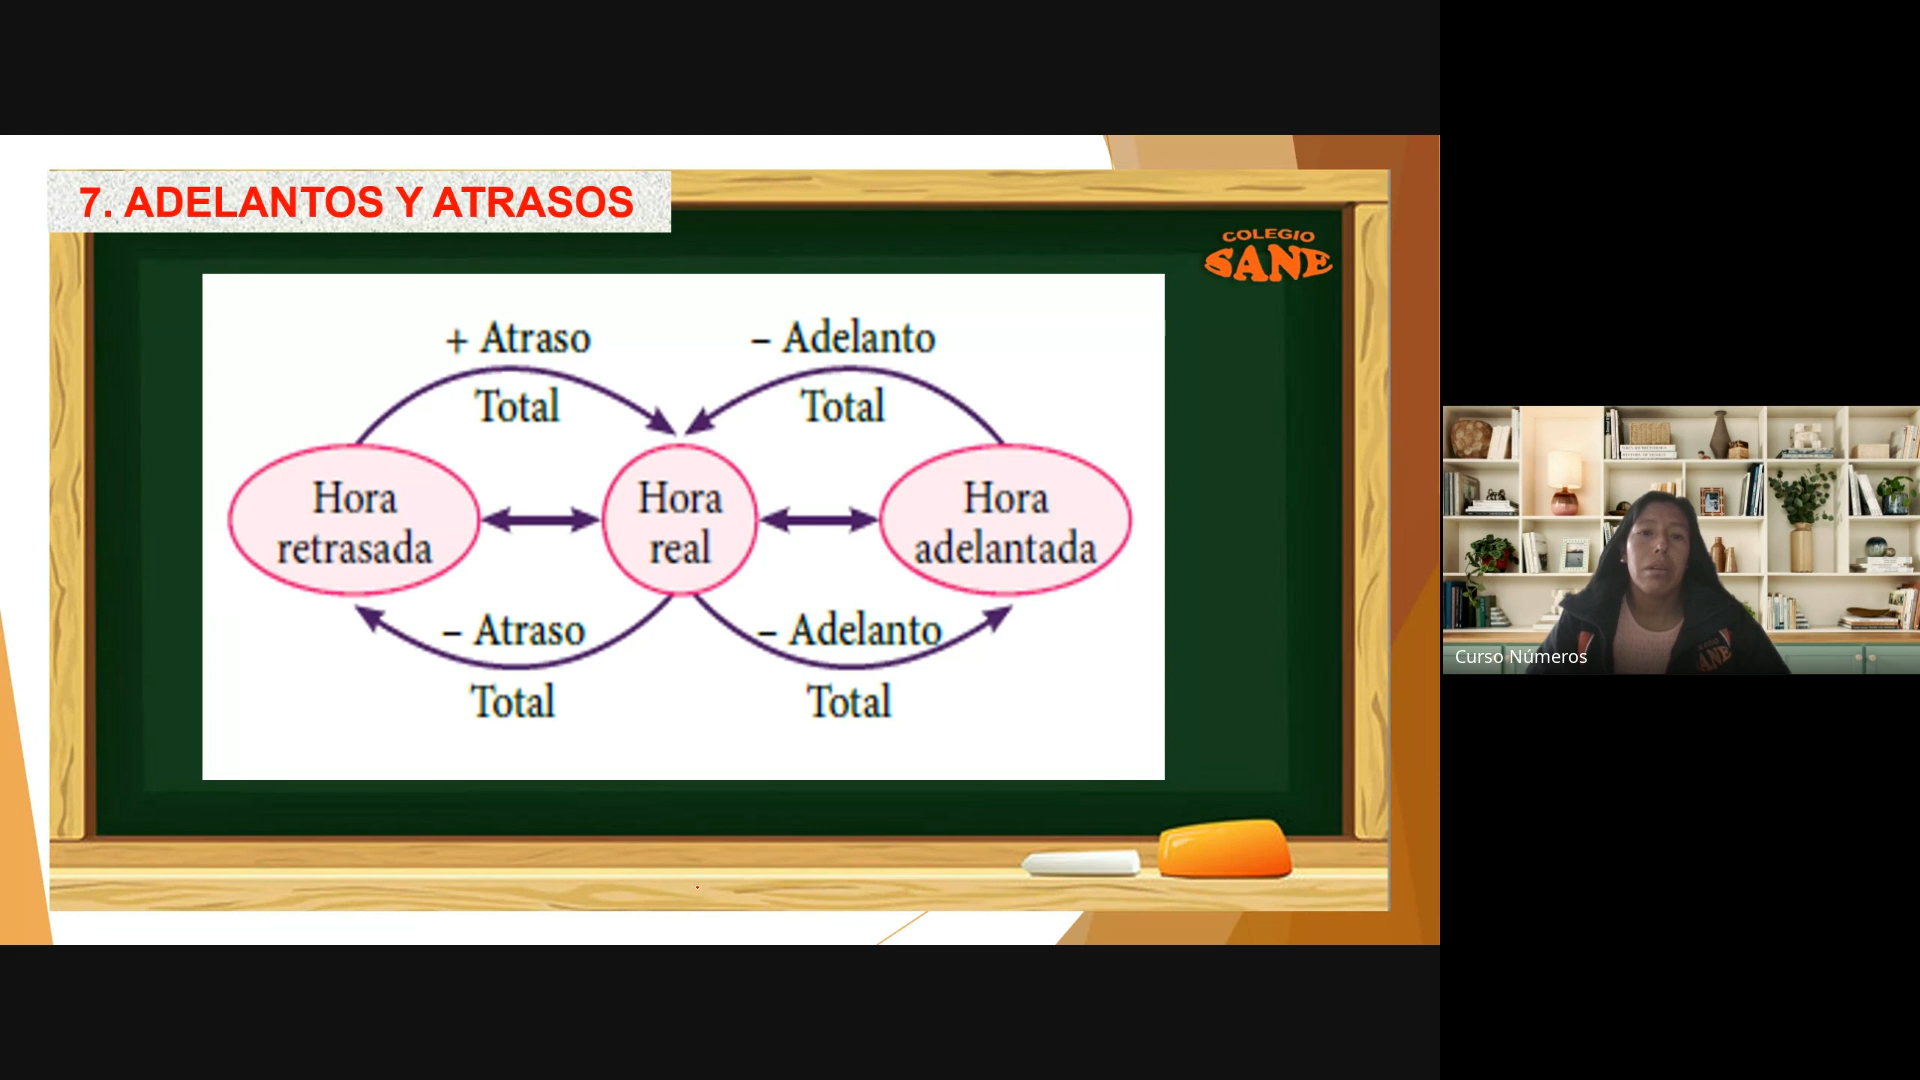 7. ADELANTOS Y ATRASOS
COLEGIO
SANE
+ Atraso
Total
– Adelanto
Total
Hora
retrasada
Hora
real
Hora
adelantada
– Atraso
Total
– Adelanto
Total
Curso Números
SANE